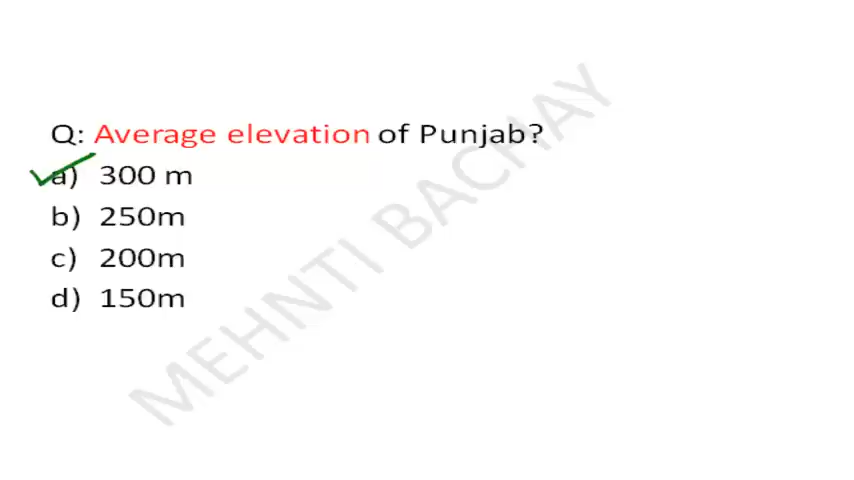 Q: Average elevation of Punjab?
a) 300 m
b) 250m
c) 200m
d) 150m
MEHNTI BACHAY